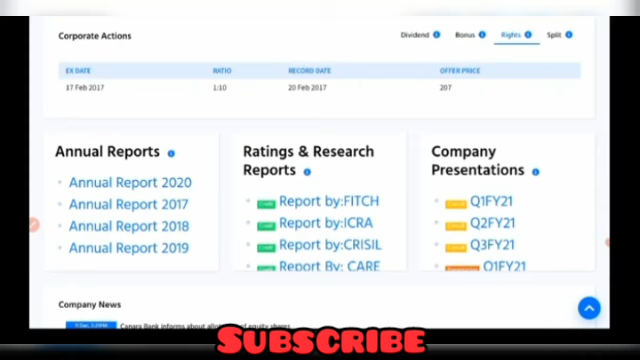 Corporate Actions
Dividend Bonus Rights Split
EX DATE RATIO RECORD DATE OFFER PRICE
17 Feb 2017 1:10 20 Feb 2017 207
Annual Reports
Annual Report 2020
Annual Report 2017
Annual Report 2018
Annual Report 2019
Ratings & Research
Reports
Report by:FITCH
Report by:ICRA
Report by:CRISIL
Report By: CARE
Company
Presentations
Q1FY21
Q2FY21
Q3FY21
Q1FY21
Company News
Canara Bank informs about of equity shares
SUBSCRIBE